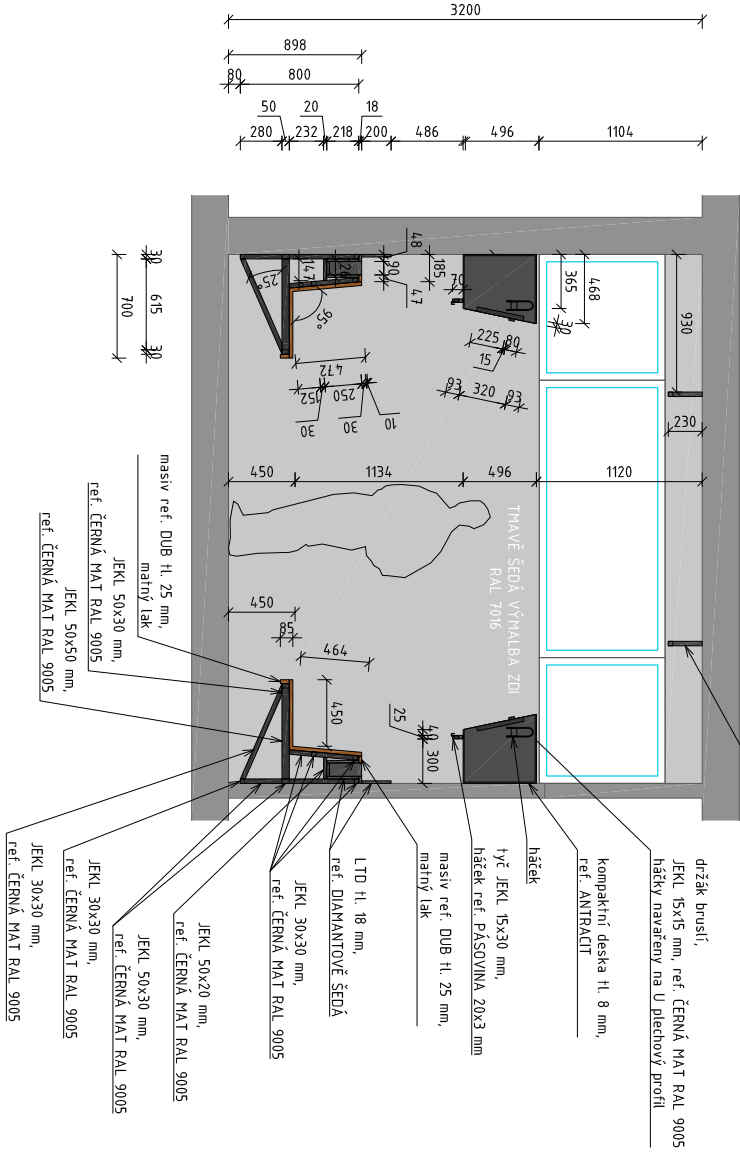 3200
898
80
800
50
20
18
280
232
218
200
486
496
1104
30
615
30
700
25°
147
120
95°
48
90
47
185
70
365
468
30
930
230
225
80
15
472
152
250
30
30
10
93
320
93
450
1134
496
1120
TMAVĚ ŠEDÁ VÝMALBA ZDI
RAL 7016
450
85
464
450
25
40
300
masiv ref. DUB tl. 25 mm,
matný lak
JEKL 50x30 mm,
ref. ČERNÁ MAT RAL 9005
JEKL 50x50 mm,
ref. ČERNÁ MAT RAL 9005
držák bruslí,
JEKL 15x15 mm, ref. ČERNÁ MAT RAL 9005
háčky navařeny na U plechový profil
kompaktní deska tl. 8 mm,
ref. ANTRACIT
háček
tyč JEKL 15x30 mm,
háček ref. PÁSOVINA 20x3 mm
masiv ref. DUB tl. 25 mm,
matný lak
LTD tl. 18 mm,
ref. DIAMANTOVĚ ŠEDÁ
JEKL 30x30 mm,
ref. ČERNÁ MAT RAL 9005
JEKL 50x20 mm,
ref. ČERNÁ MAT RAL 9005
JEKL 50x30 mm,
ref. ČERNÁ MAT RAL 9005
JEKL 30x30 mm,
ref. ČERNÁ MAT RAL 9005
JEKL 30x30 mm,
ref. ČERNÁ MAT RAL 9005